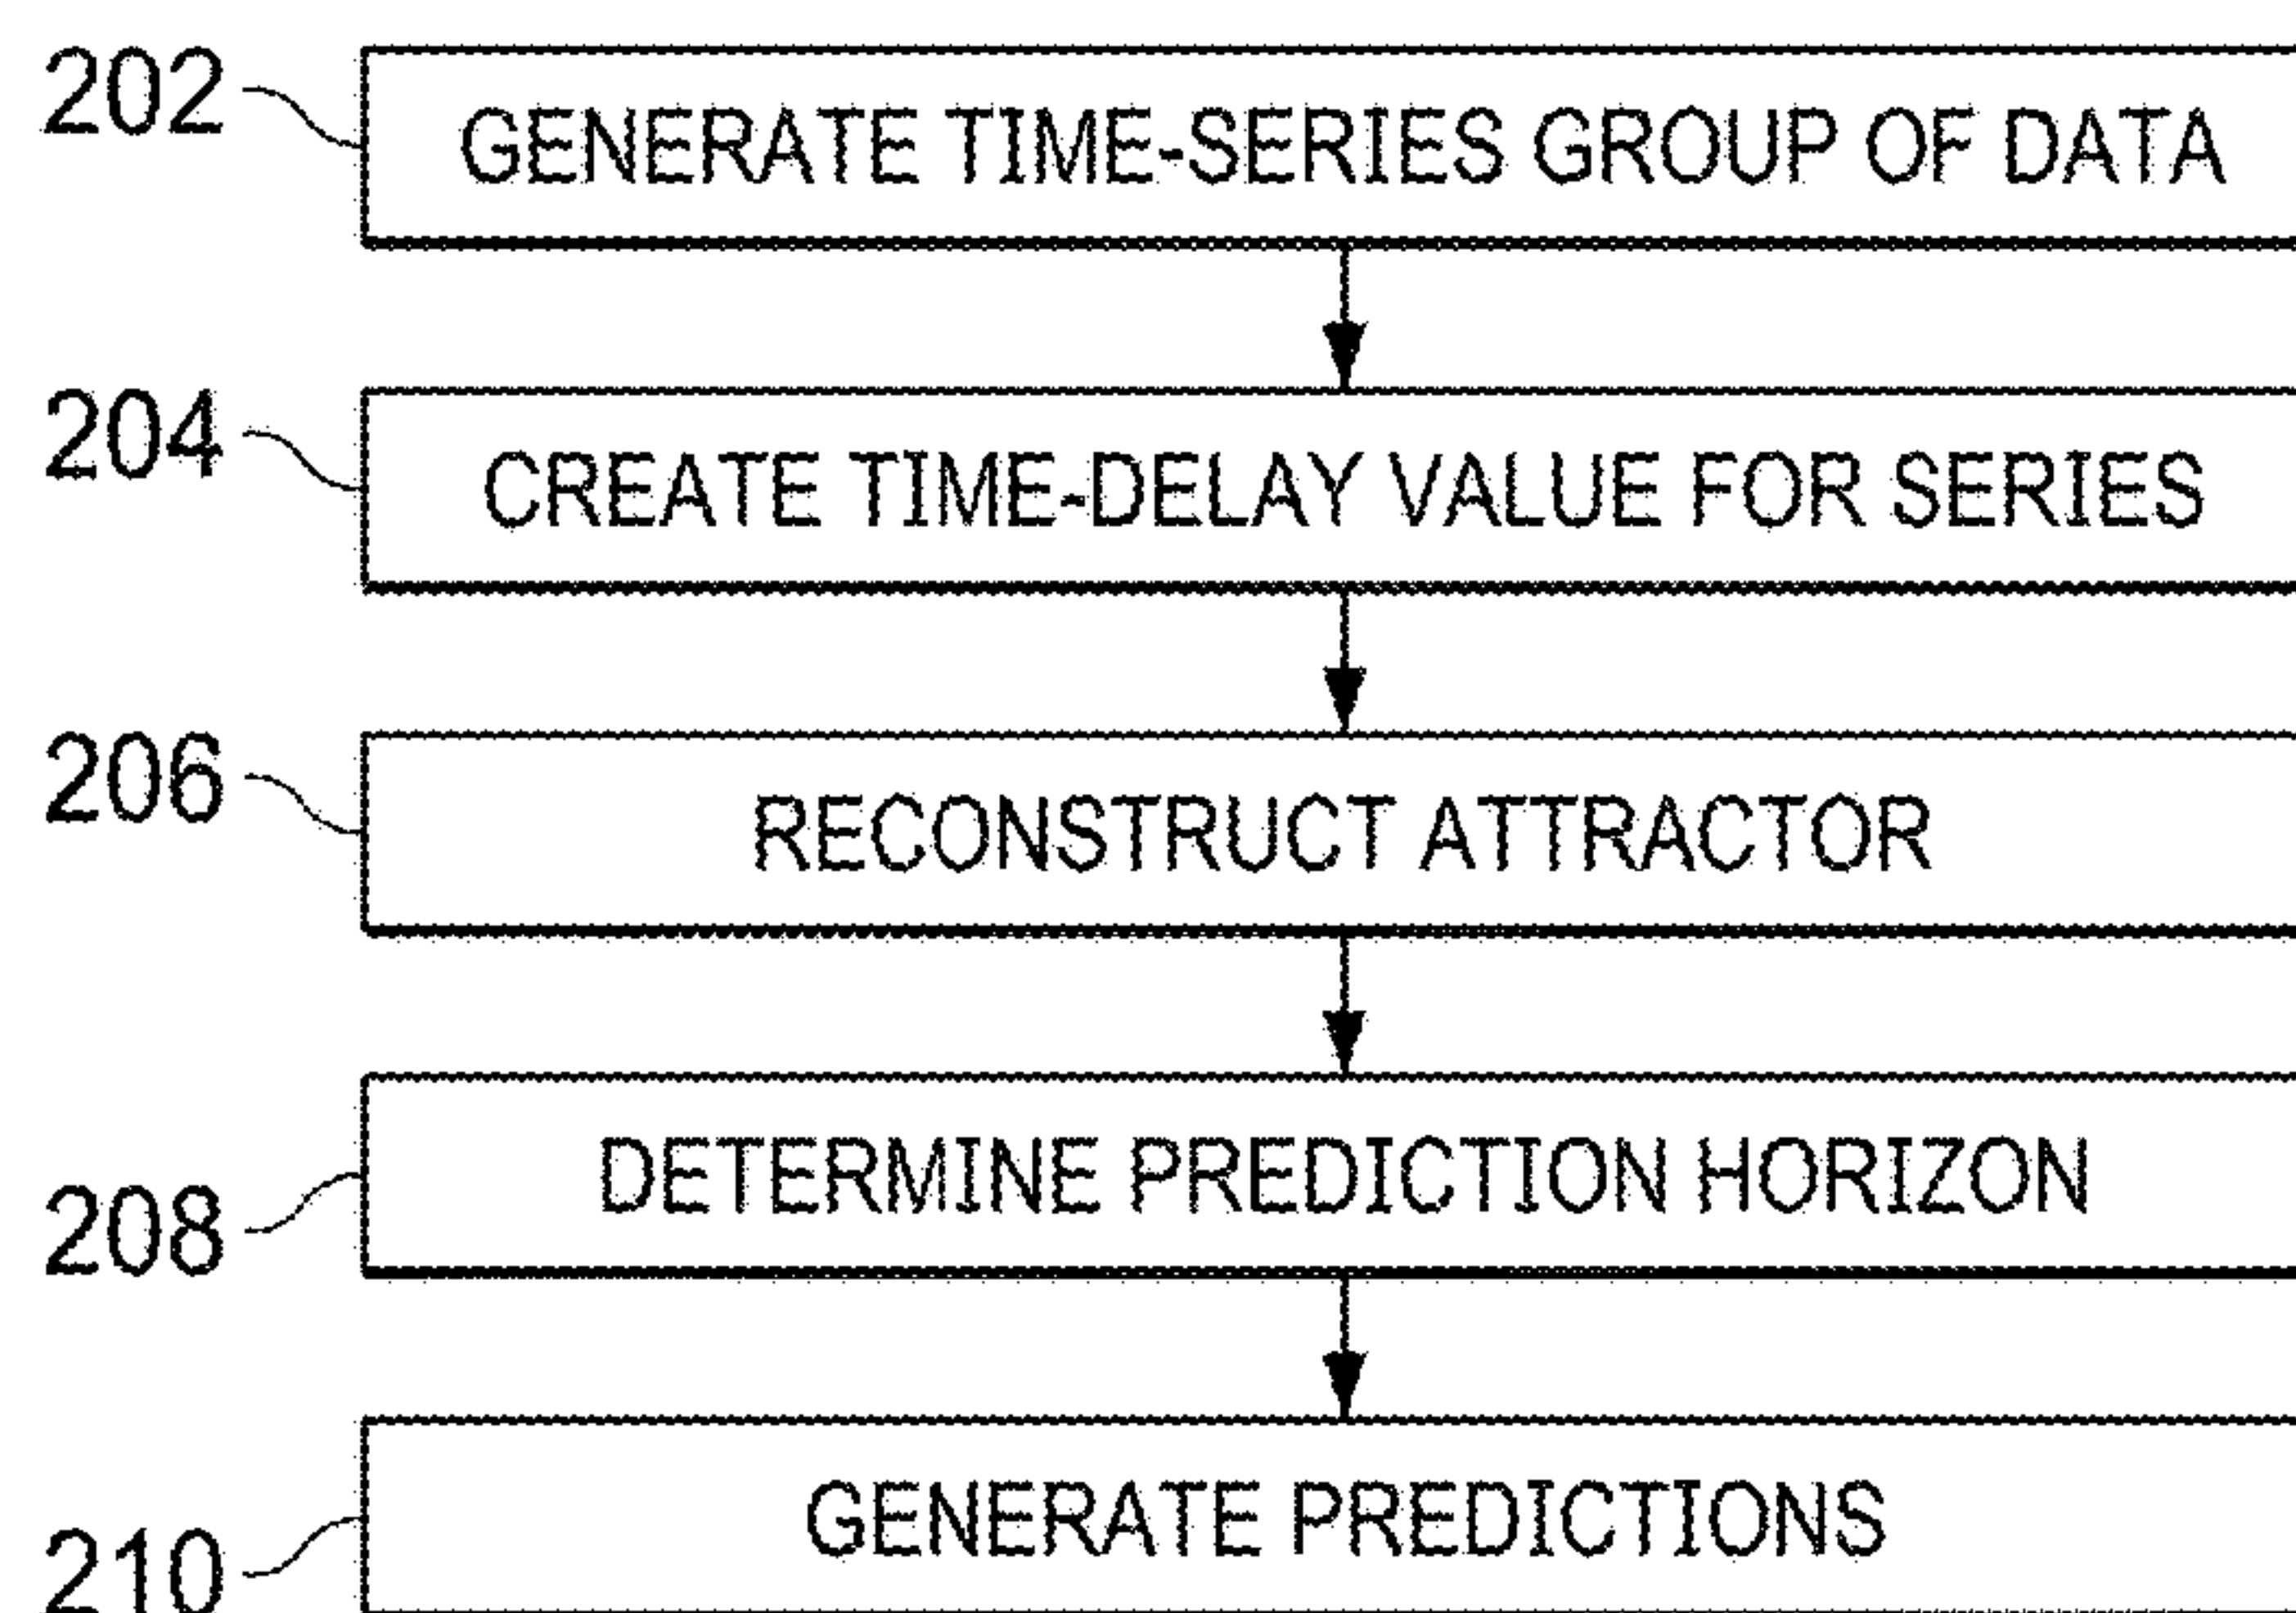 202
GENERATE TIME-SERIES GROUP OF DATA
204
CREATE TIME-DELAY VALUE FOR SERIES
206
RECONSTRUCT ATTRACTOR
208
DETERMINE PREDICTION HORIZON
210
GENERATE PREDICTIONS